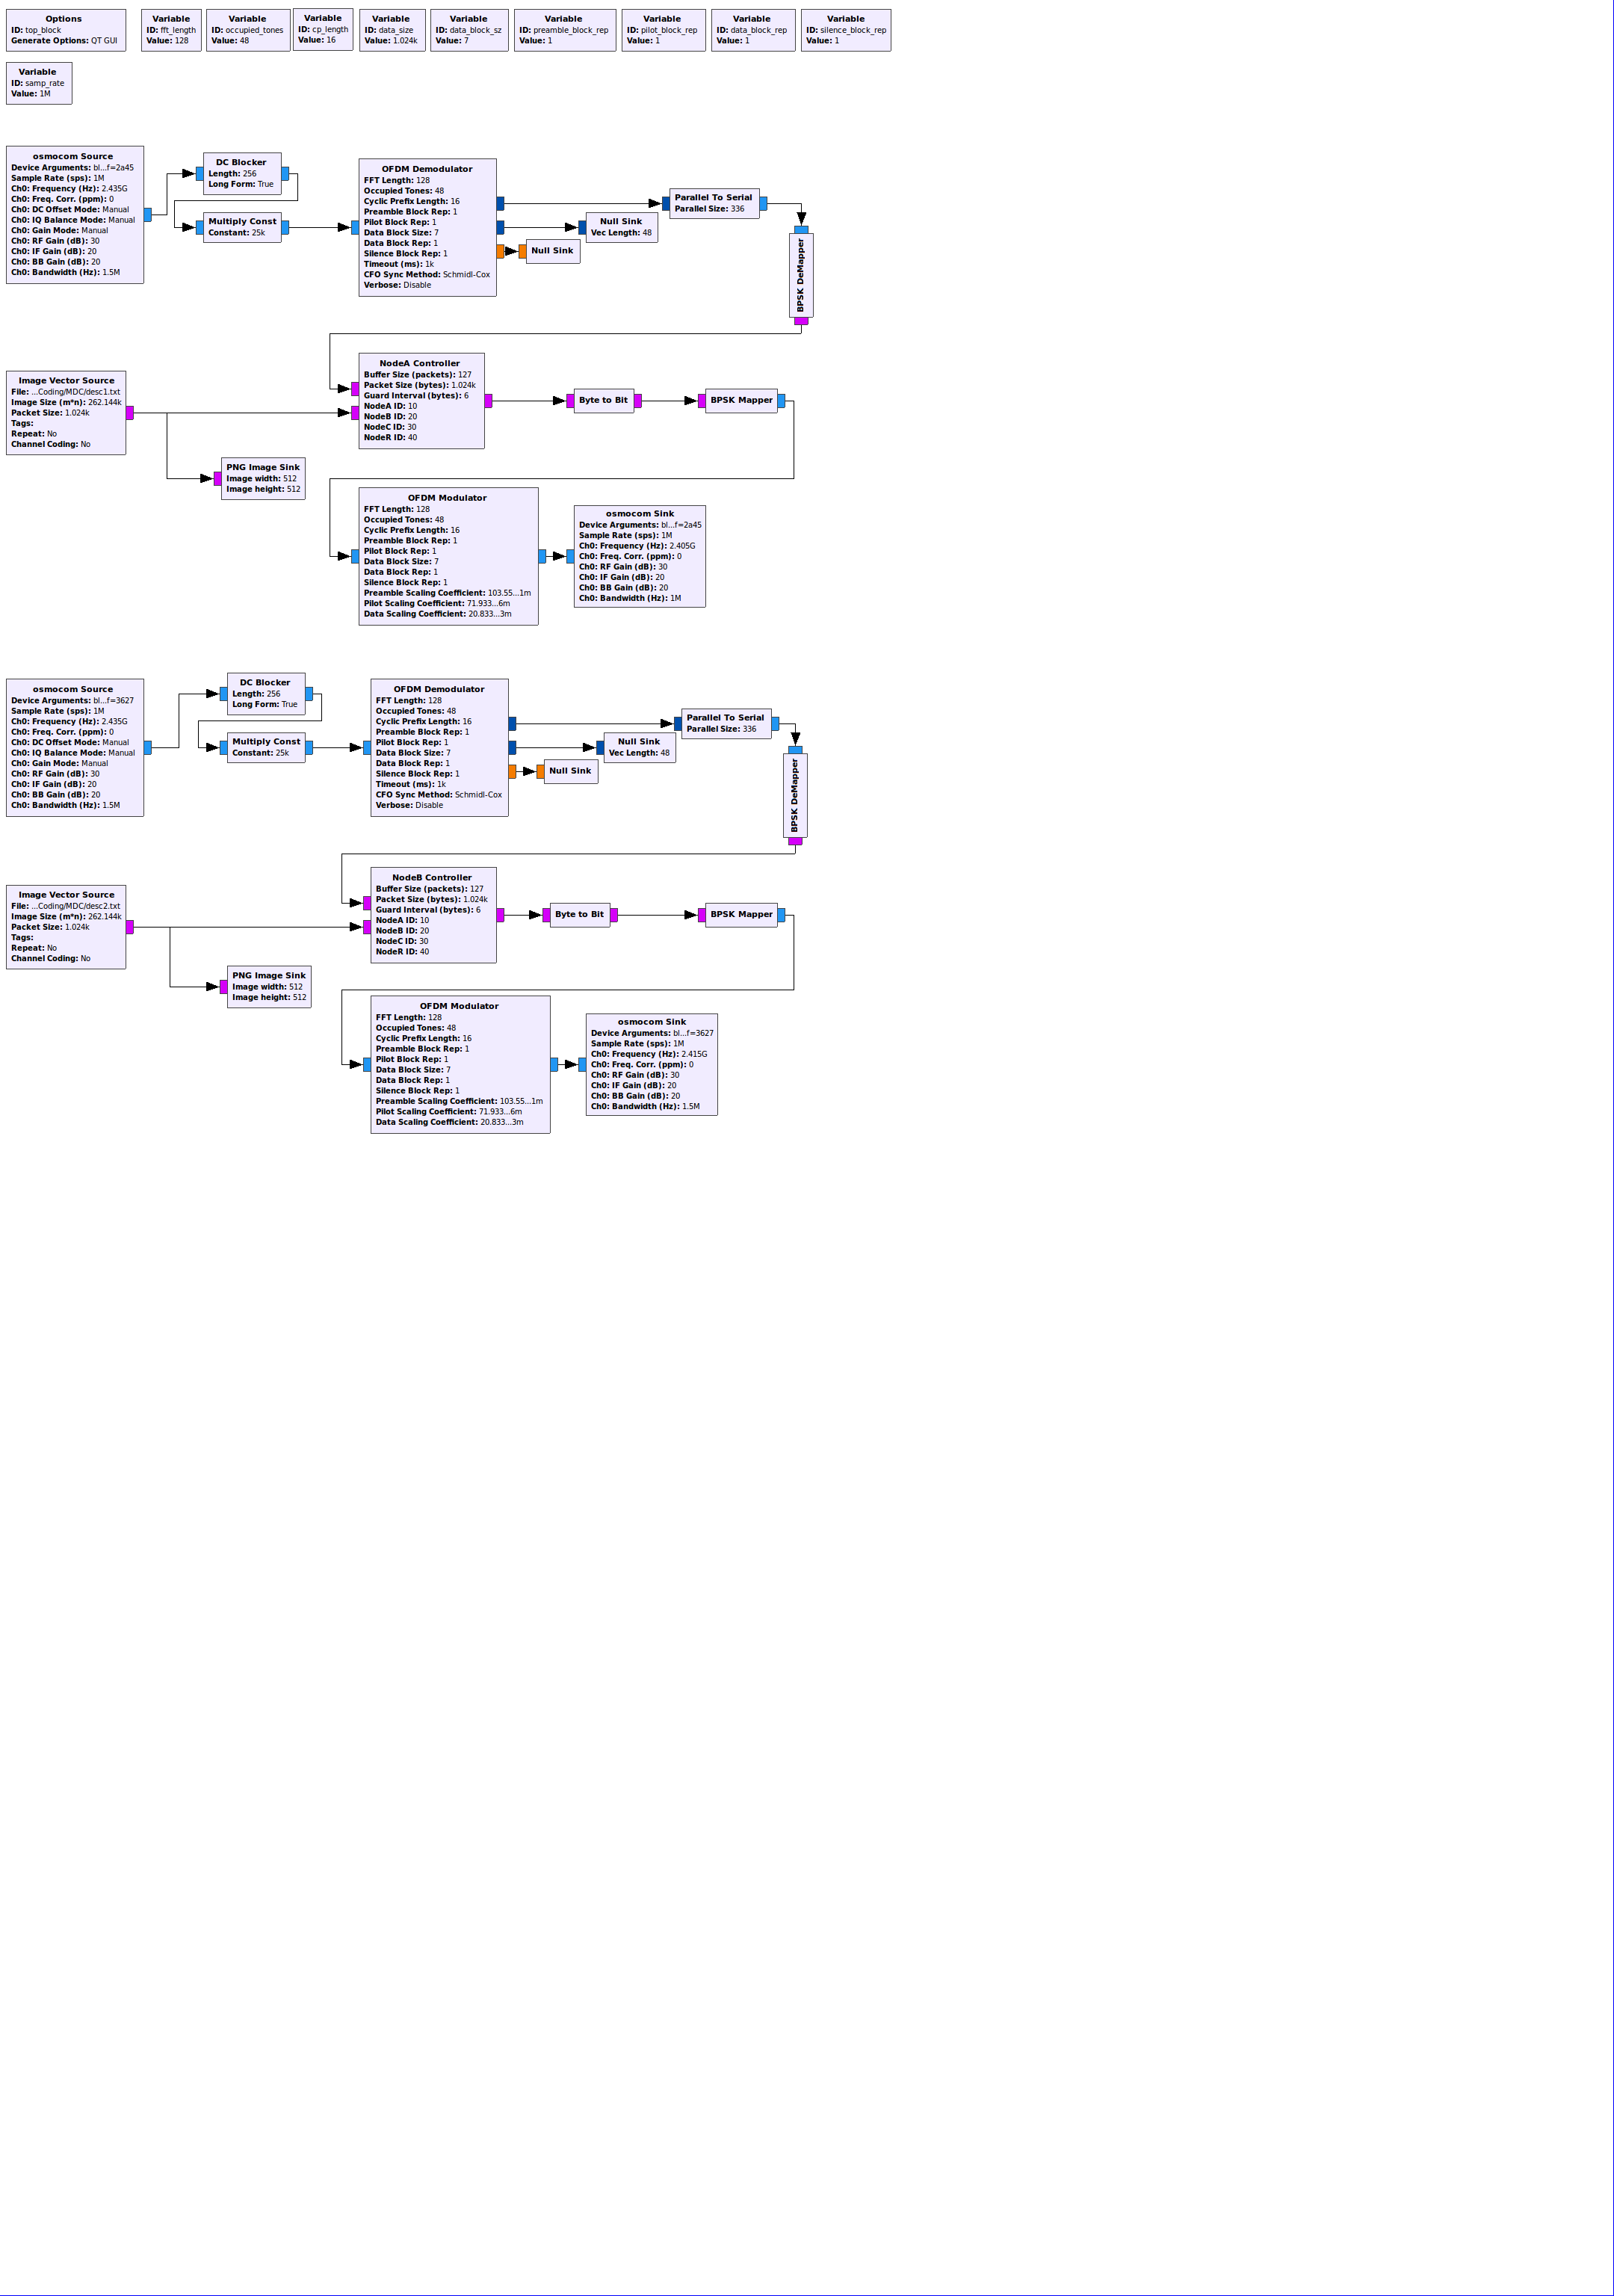 Options
ID: top_block
Generate Options: QT GUI
Variable
ID: fft_length
Value: 128
Variable
ID: occupied_tones
Value: 48
Variable
ID: cp_length
Value: 16
Variable
ID: data_size
Value: 1.024k
Variable
ID: data_block_sz
Value: 7
Variable
ID: preamble_block_rep
Value: 1
Variable
ID: pilot_block_rep
Value: 1
Variable
ID: data_block_rep
Value: 1
Variable
ID: silence_block_rep
Value: 1
Variable
ID: samp_rate
Value: 1M
osmocom Source
Device Arguments: bl...f=2a45
Sample Rate (sps): 1M
Ch0: Frequency (Hz): 2.435G
Ch0: Freq. Corr. (ppm): 0
Ch0: DC Offset Mode: Manual
Ch0: IQ Balance Mode: Manual
Ch0: Gain Mode: Manual
Ch0: RF Gain (dB): 30
Ch0: IF Gain (dB): 20
Ch0: BB Gain (dB): 20
Ch0: Bandwidth (Hz): 1.5M
DC Blocker
Length: 256
Long Form: True
Multiply Const
Constant: 25k
OFDM Demodulator
FFT Length: 128
Occupied Tones: 48
Cyclic Prefix Length: 16
Preamble Block Rep: 1
Pilot Block Rep: 1
Data Block Size: 7
Data Block Rep: 1
Silence Block Rep: 1
Timeout (ms): 1k
CFO Sync Method: Schmidl-Cox
Verbose: Disable
Parallel To Serial
Parallel Size: 336
Null Sink
Vec Length: 48
Null Sink
BPSK DeMapper
Image Vector Source
File: ...Coding/MDC/desc1.txt
Image Size (m*n): 262.144k
Packet Size: 1.024k
Tags:
Repeat: No
Channel Coding: No
NodeA Controller
Buffer Size (packets): 127
Packet Size (bytes): 1.024k
Guard Interval (bytes): 6
NodeA ID: 10
NodeB ID: 20
NodeC ID: 30
NodeR ID: 40
Byte to Bit
BPSK Mapper
PNG Image Sink
Image width: 512
Image height: 512
OFDM Modulator
FFT Length: 128
Occupied Tones: 48
Cyclic Prefix Length: 16
Preamble Block Rep: 1
Pilot Block Rep: 1
Data Block Size: 7
Data Block Rep: 1
Silence Block Rep: 1
Preamble Scaling Coefficient: 103.55...1m
Pilot Scaling Coefficient: 71.933...6m
Data Scaling Coefficient: 20.833...3m
osmocom Sink
Device Arguments: bl...f=2a45
Sample Rate (sps): 1M
Ch0: Frequency (Hz): 2.405G
Ch0: Freq. Corr. (ppm): 0
Ch0: RF Gain (dB): 30
Ch0: IF Gain (dB): 20
Ch0: BB Gain (dB): 20
Ch0: Bandwidth (Hz): 1M
osmocom Source
Device Arguments: bl...f=3627
Sample Rate (sps): 1M
Ch0: Frequency (Hz): 2.435G
Ch0: Freq. Corr. (ppm): 0
Ch0: DC Offset Mode: Manual
Ch0: IQ Balance Mode: Manual
Ch0: Gain Mode: Manual
Ch0: RF Gain (dB): 30
Ch0: IF Gain (dB): 20
Ch0: BB Gain (dB): 20
Ch0: Bandwidth (Hz): 1.5M
DC Blocker
Length: 256
Long Form: True
Multiply Const
Constant: 25k
OFDM Demodulator
FFT Length: 128
Occupied Tones: 48
Cyclic Prefix Length: 16
Preamble Block Rep: 1
Pilot Block Rep: 1
Data Block Size: 7
Data Block Rep: 1
Silence Block Rep: 1
Timeout (ms): 1k
CFO Sync Method: Schmidl-Cox
Verbose: Disable
Parallel To Serial
Parallel Size: 336
Null Sink
Vec Length: 48
Null Sink
BPSK DeMapper
Image Vector Source
File: ...Coding/MDC/desc2.txt
Image Size (m*n): 262.144k
Packet Size: 1.024k
Tags:
Repeat: No
Channel Coding: No
NodeB Controller
Buffer Size (packets): 127
Packet Size (bytes): 1.024k
Guard Interval (bytes): 6
NodeA ID: 10
NodeB ID: 20
NodeC ID: 30
NodeR ID: 40
Byte to Bit
BPSK Mapper
PNG Image Sink
Image width: 512
Image height: 512
OFDM Modulator
FFT Length: 128
Occupied Tones: 48
Cyclic Prefix Length: 16
Preamble Block Rep: 1
Pilot Block Rep: 1
Data Block Size: 7
Data Block Rep: 1
Silence Block Rep: 1
Preamble Scaling Coefficient: 103.55...1m
Pilot Scaling Coefficient: 71.933...6m
Data Scaling Coefficient: 20.833...3m
osmocom Sink
Device Arguments: bl...f=3627
Sample Rate (sps): 1M
Ch0: Frequency (Hz): 2.415G
Ch0: Freq. Corr. (ppm): 0
Ch0: RF Gain (dB): 30
Ch0: IF Gain (dB): 20
Ch0: BB Gain (dB): 20
Ch0: Bandwidth (Hz): 1.5M